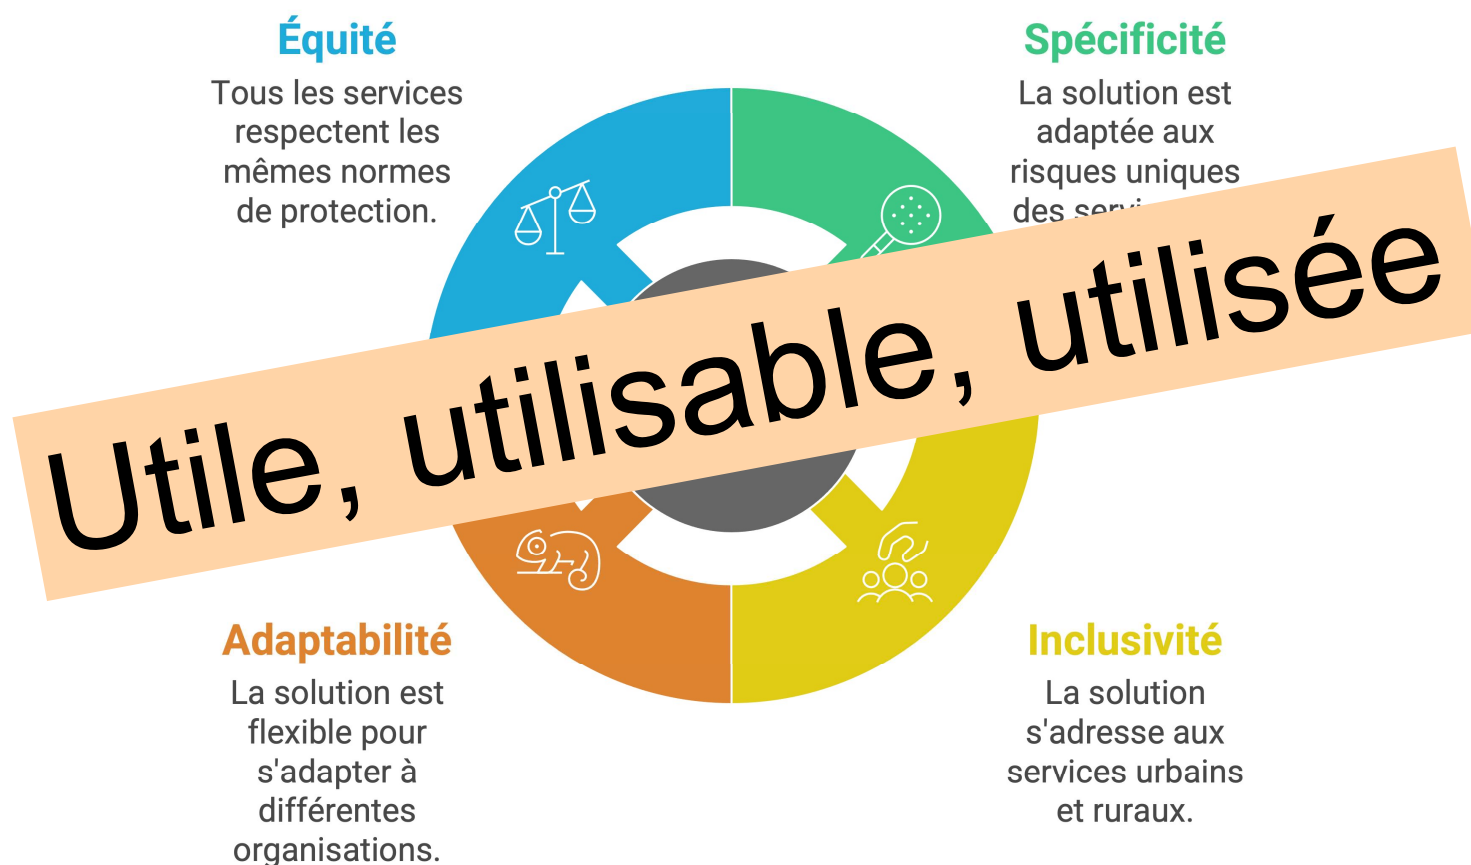 Équité
Tous les services
respectent les
mêmes normes
de protection.
Spécificité
La solution est
adaptée aux
risques uniques
des
Utile, utilisable, utilisée
Adaptabilité
La solution est
flexible pour
s'adapter à
différentes
organisations.
Inclusivité
La solution
s'adresse aux
services urbains
et ruraux.